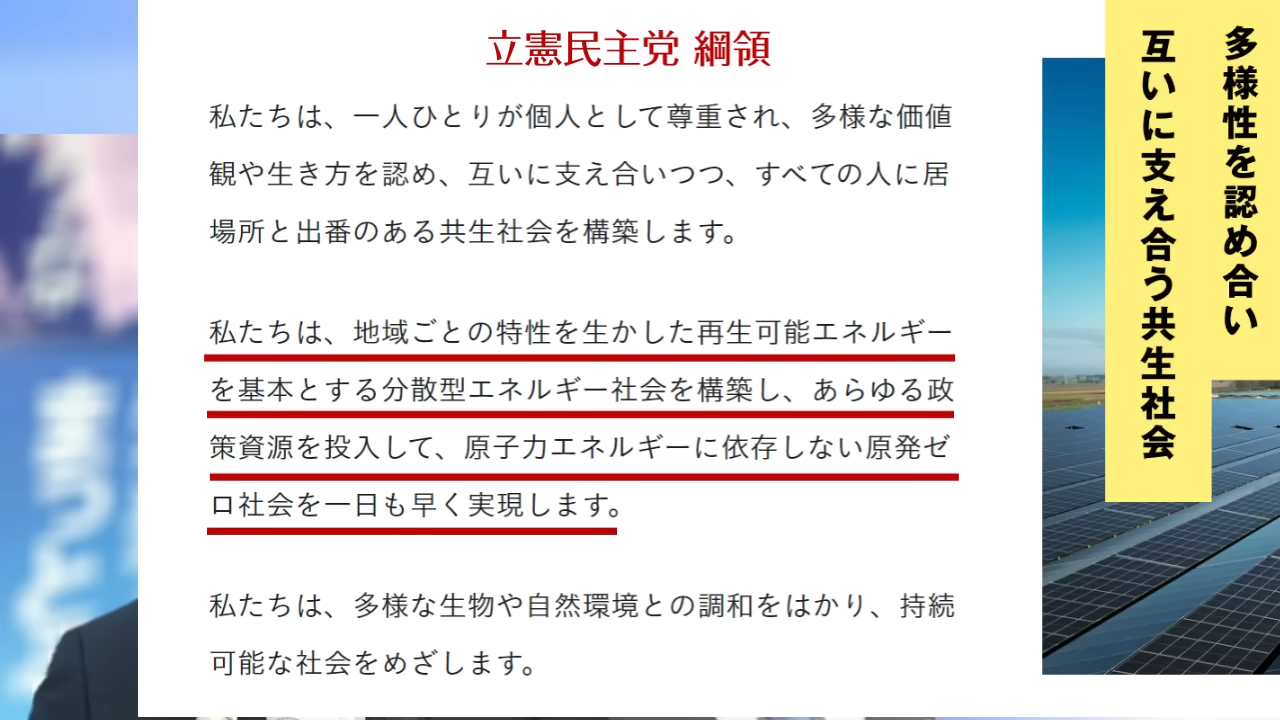 立憲民主党 綱領
私たちは、一人ひとりが個人として尊重され、多様な価値
観や生き方を認め、互いに支え合いつつ、すべての人に居
場所と出番のある共生社会を構築します。
私たちは、地域ごとの特性を生かした再生可能エネルギー
を基本とする分散型エネルギー社会を構築し、あらゆる政
策資源を投入して、原子力エネルギーに依存しない原発ゼ
ロ社会を一日も早く実現します。
私たちは、多様な生物や自然環境との調和をはかり、持続
可能な社会をめざします。
多様性を認め合い
互いに支え合う共生社会